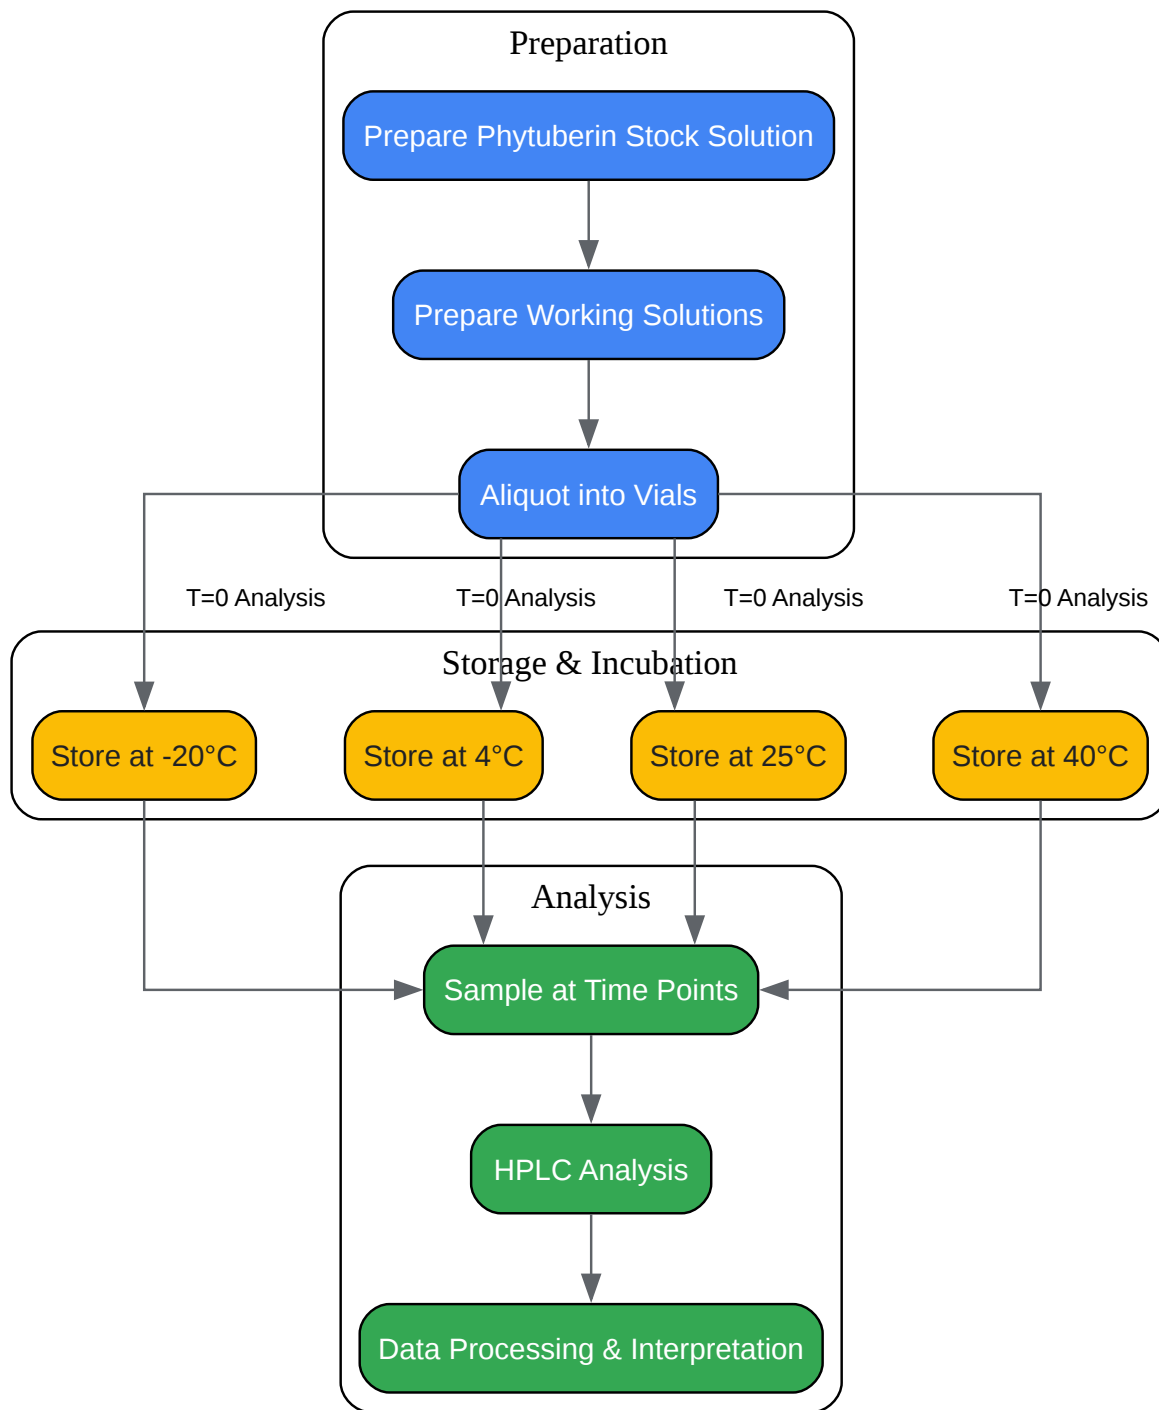 Preparation
Prepare Phytuberin Stock Solution
Prepare Working Solutions
Aliquot into Vials
T=0 Analysis
T=0 Analysis
T=0 Analysis
T=0 Analysis
Storage & Incubation
Store at -20°C
Store at 4°C
Store at 25°C
Store at 40°C
Analysis
Sample at Time Points
HPLC Analysis
Data Processing & Interpretation